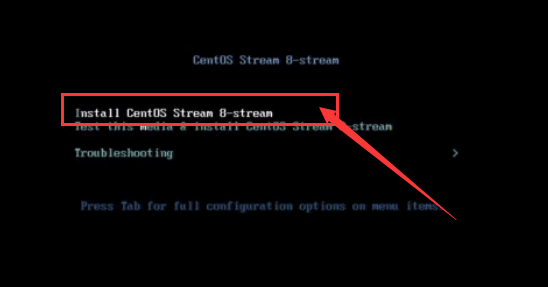 CentOS Stream 8-stream
Install CentOS Stream 8-stream
Test this media & install CentOS Stream 8-stream
Troubleshooting >
Press Tab for full configuration options on menu items.